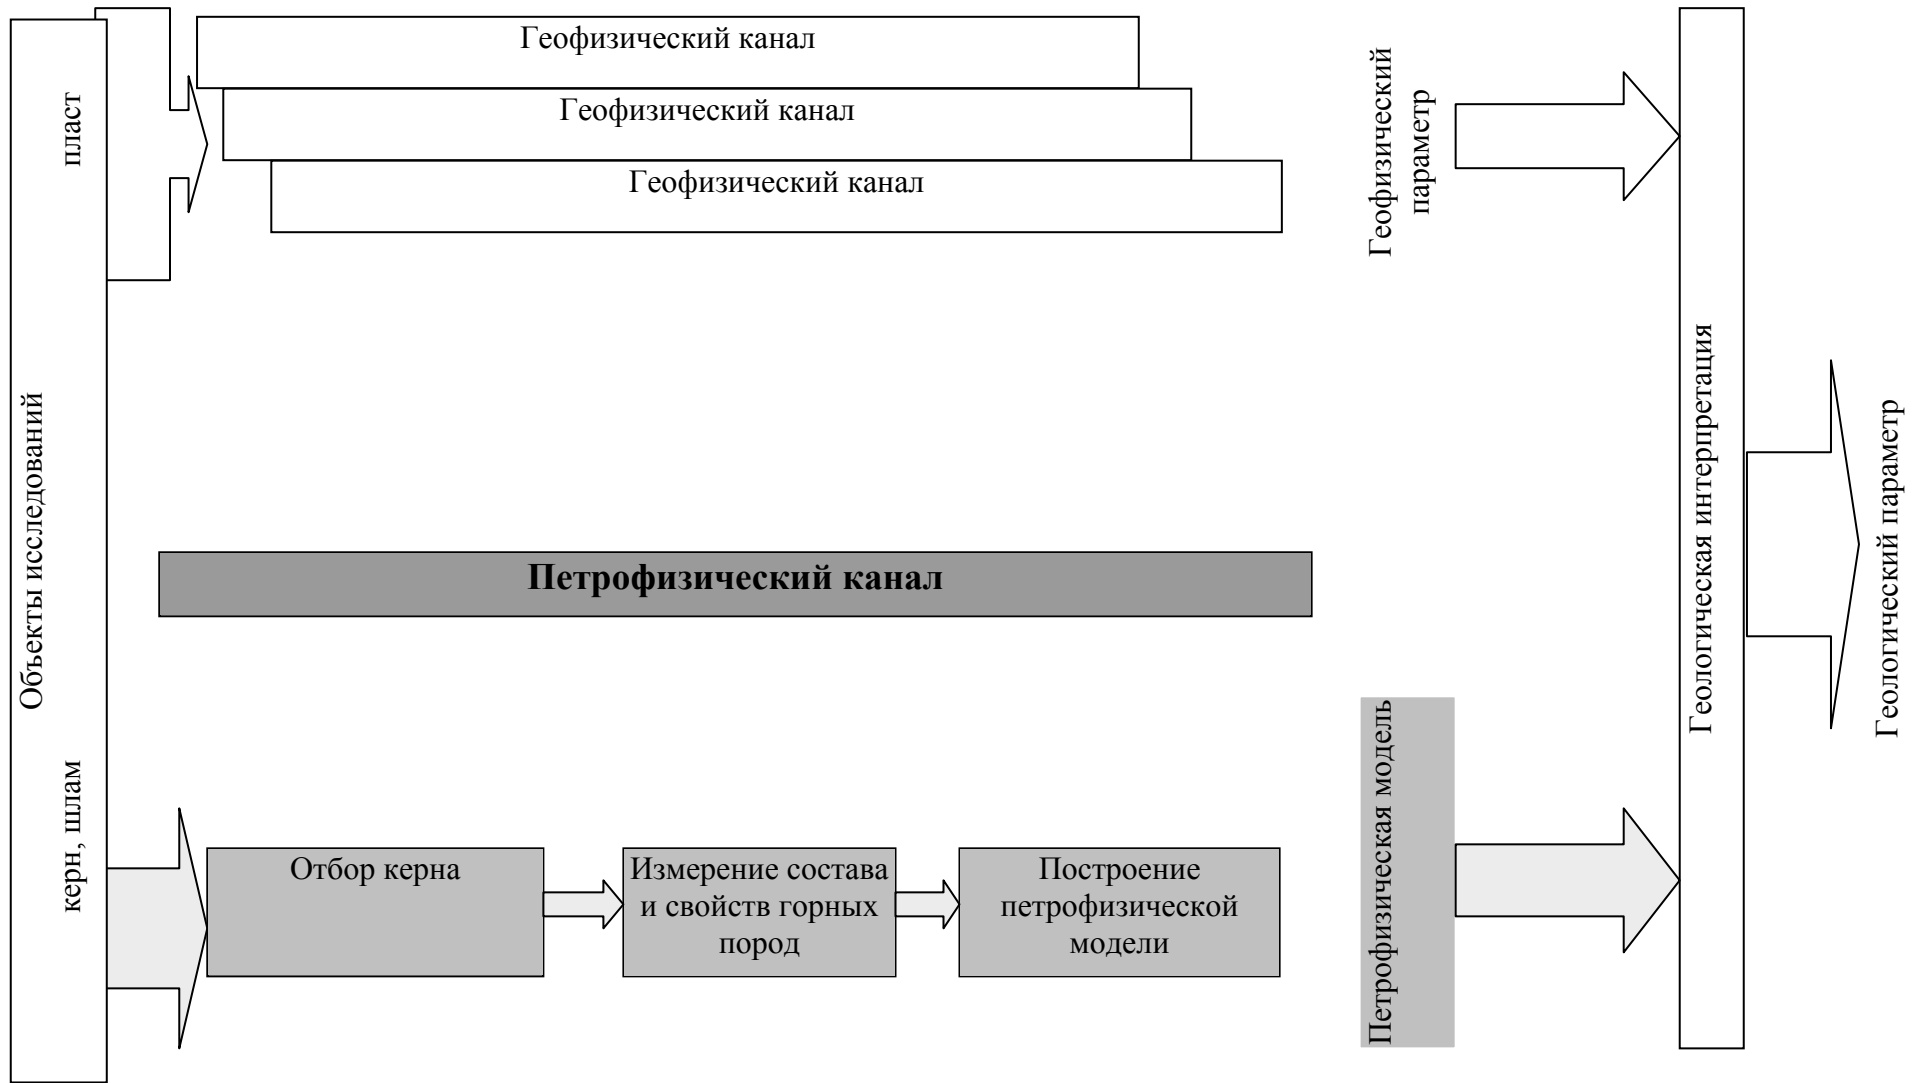 Объекты исследований
пласт
керн, шлам
Геофизический канал
Геофизический канал
Геофизический канал
Геофизический
параметр
Петрофизический канал
Отбор керна
Измерение состава
и свойств горных
пород
Построение
петрофизической
модели
Петрофизическая модель
Геологическая интерпретация
Геологический параметр